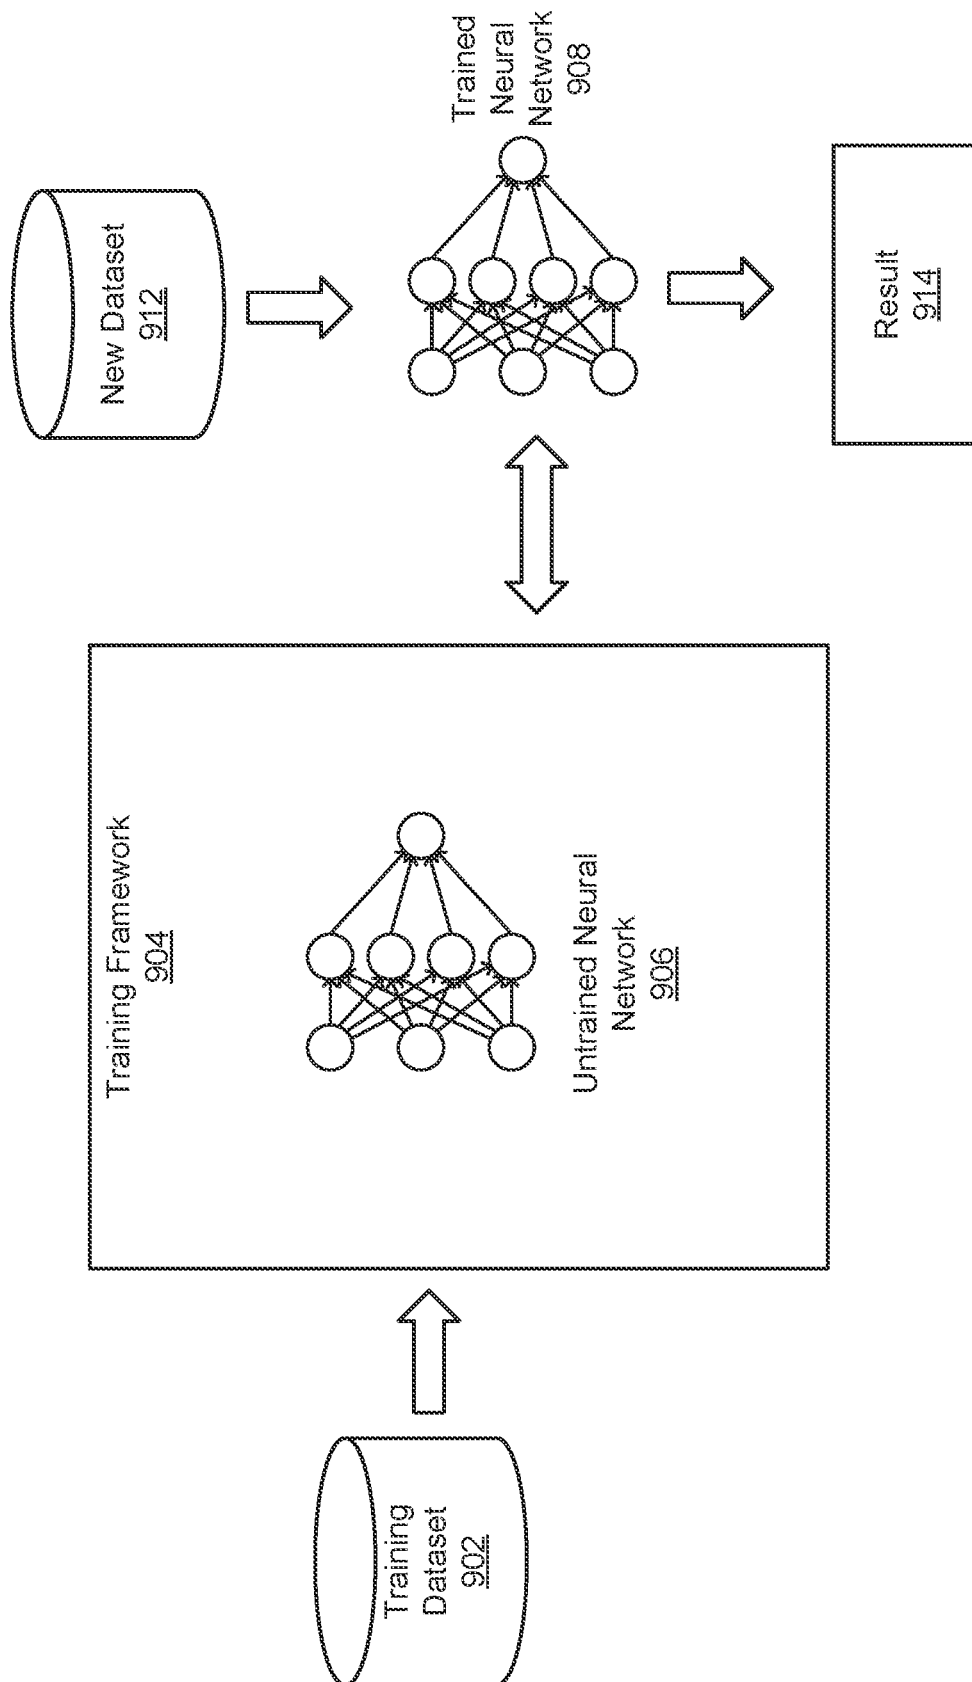 Training
Dataset
902
Training Framework
904
Untrained Neural
Network
906
New Dataset
912
Trained
Neural
Network
908
Result
914